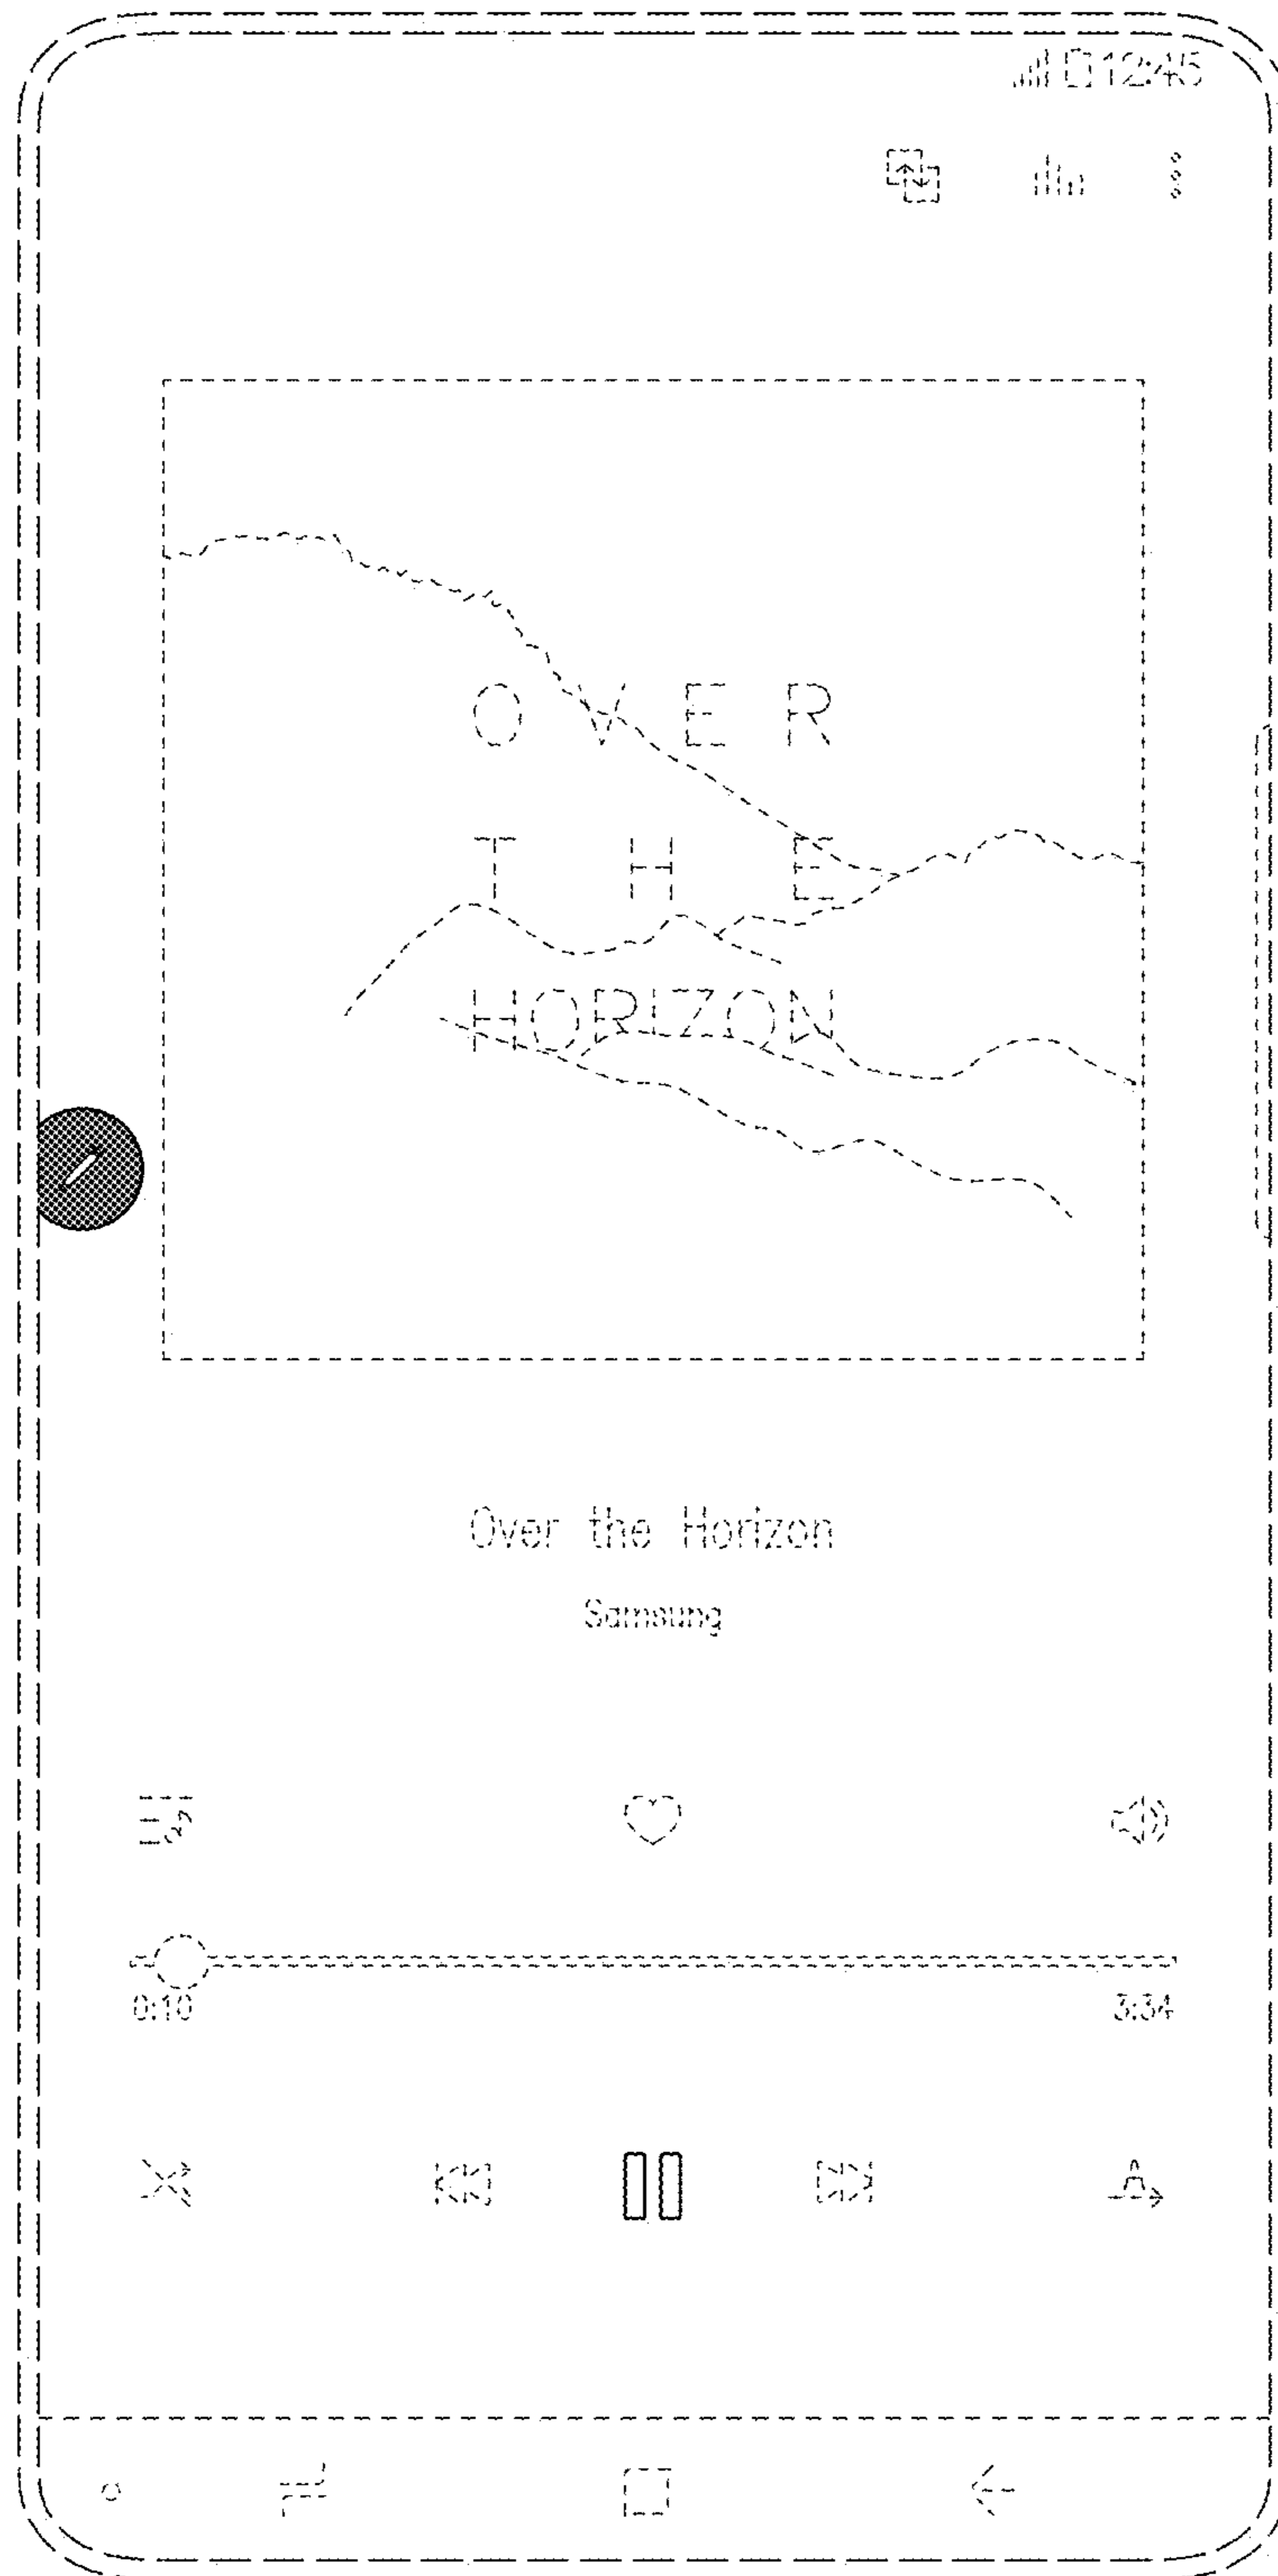 12:45
OVER
THE
HORIZON
Over the Horizon
Samsung
0:10 3:34
A